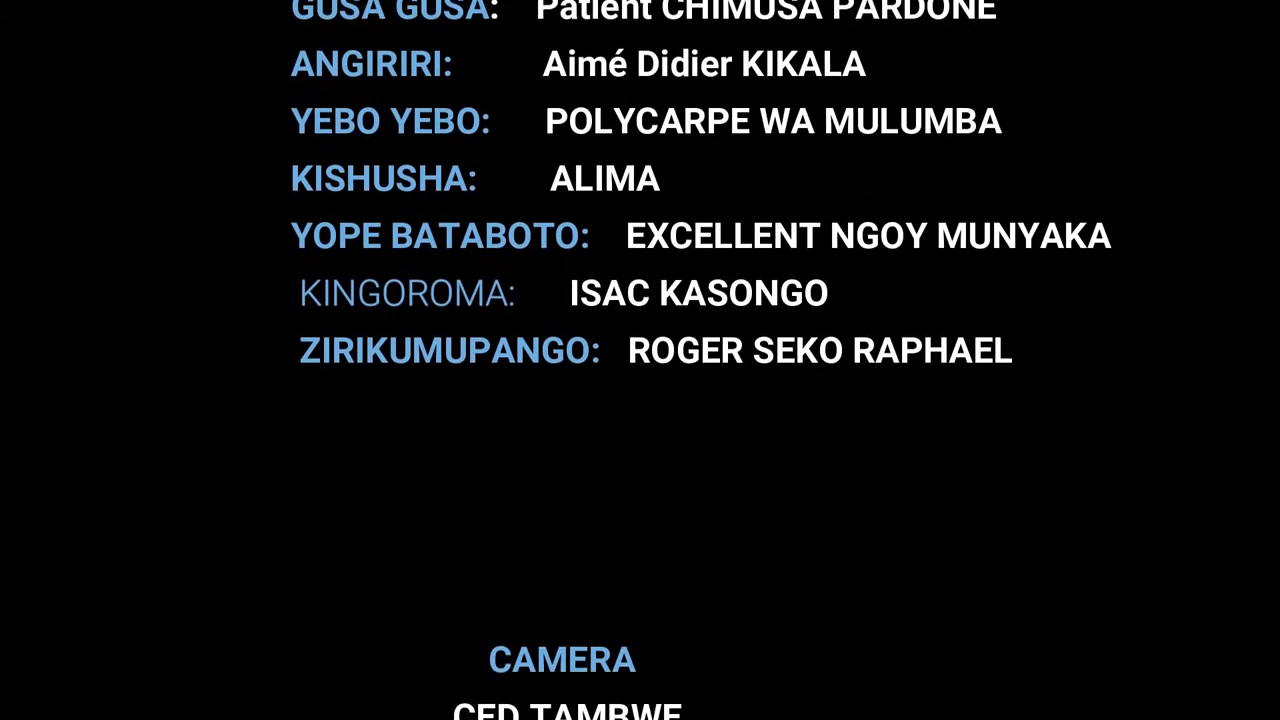 GUSA GUSA: Patient CHIMUSA PARDONE
ANGIRIRI: Aimé Didier KIKALA
YEBO YEBO: POLYCARPE WA MULUMBA
KISHUSHA: ALIMA
YOPE BATABOTO: EXCELLENT NGOY MUNYAKA
KINGOROMA: ISAC KASONGO
ZIRIKUMUPANGO: ROGER SEKO RAPHAEL
CAMERA
CED TAMBWE